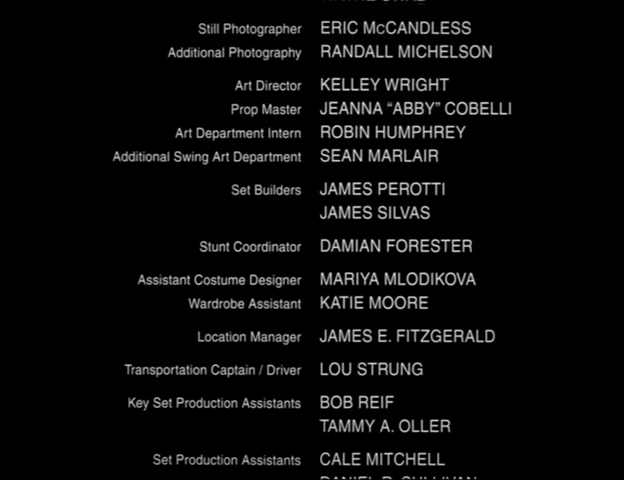 Still Photographer ERIC McCANDLESS
Additional Photography RANDALL MICHELSON
Art Director KELLEY WRIGHT
Prop Master JEANNA “ABBY” COBELLI
Art Department Intern ROBIN HUMPHREY
Additional Swing Art Department SEAN MARLAIR
Set Builders JAMES PEROTTI
JAMES SILVAS
Stunt Coordinator DAMIAN FORESTER
Assistant Costume Designer MARIYA MLODIKOVA
Wardrobe Assistant KATIE MOORE
Location Manager JAMES E. FITZGERALD
Transportation Captain / Driver LOU STRUNG
Key Set Production Assistants BOB REIF
TAMMY A. OLLER
Set Production Assistants CALE MITCHELL
DANIEL